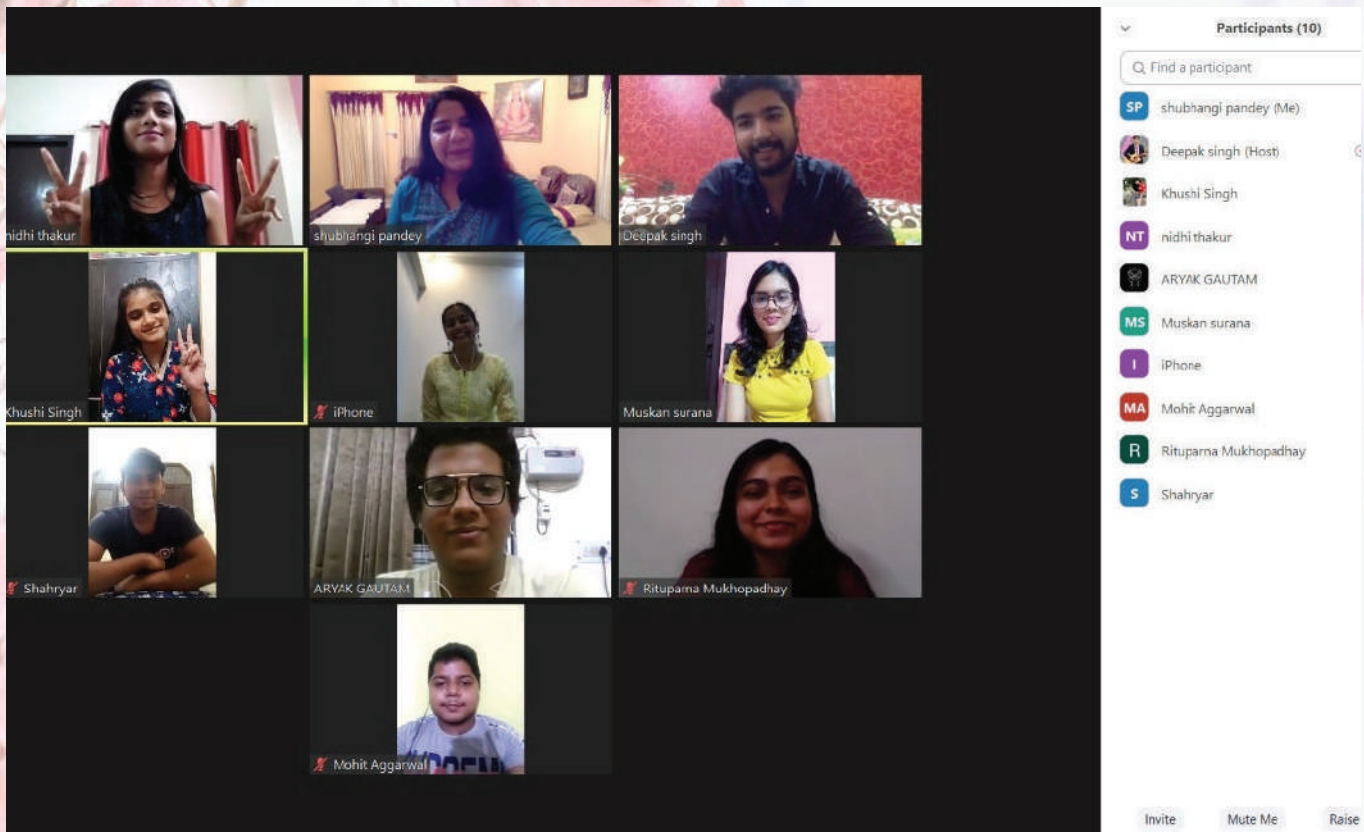 Participants (10)
Find a participant
SP shubhangi pandey (Me)
Deepak singh (Host)
Khushi Singh
NT nidhi thakur
ARYAK GAUTAM
MS Muskan surana
I iPhone
MA Mohit Aggarwal
R Rituparna Mukhopadhay
S Shahryar
Invite Mute Me Raise
nidhi thakur
shubhangi pandey
Deepak singh
Khushi Singh
iPhone
Muskan surana
Shahryar
ARYAK GAUTAM
Rituparna Mukhopadhay
Mohit Aggarwal